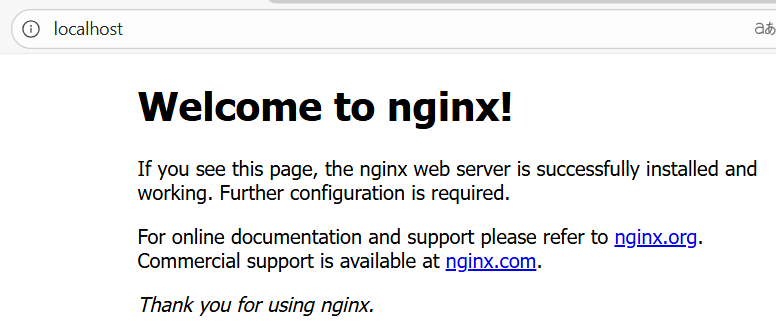 localhost
aあ
Welcome to nginx!
If you see this page, the nginx web server is successfully installed and
working. Further configuration is required.
For online documentation and support please refer to nginx.org.
Commercial support is available at nginx.com.
Thank you for using nginx.